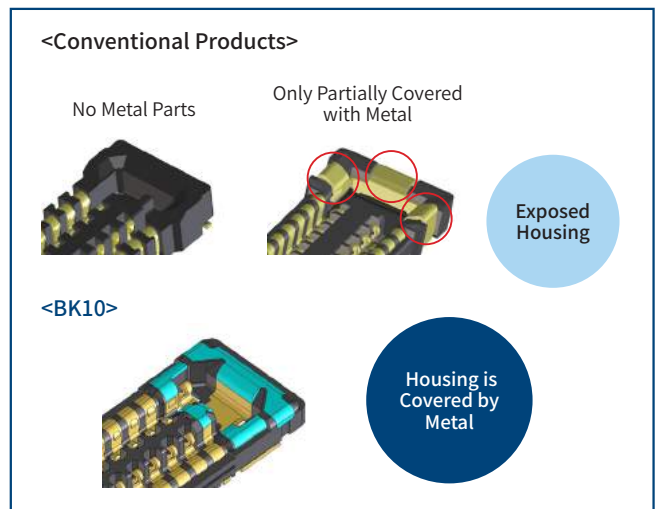 <Conventional Products>
No Metal Parts
Only Partially Covered
with Metal
Exposed
Housing
<BK10>
Housing is
Covered by
Metal